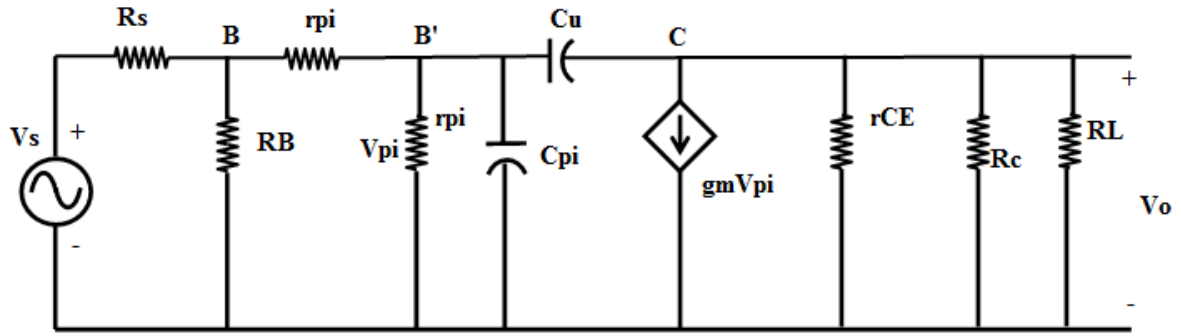 Rs B rpi B' Cu C
Vs + RB Vpi rpi Cpi gmVpi rCE Rc RL +
Vo
- -